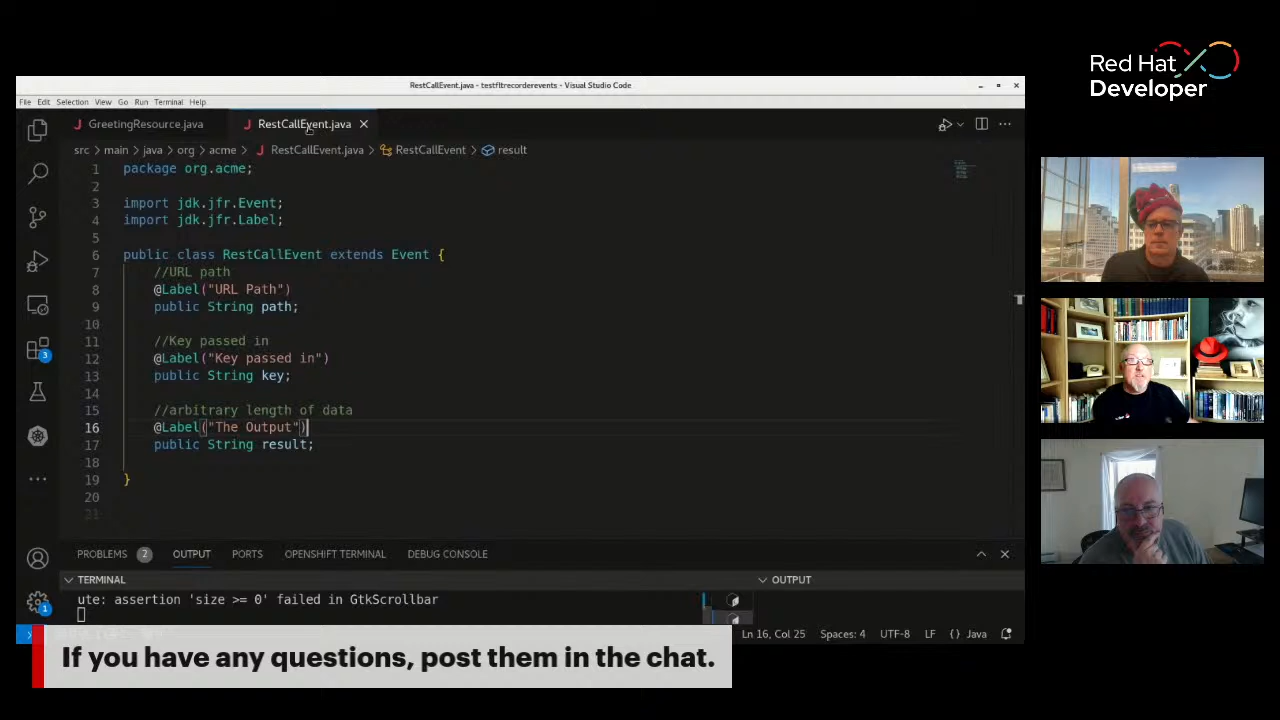 Red Hat
Developer
RestCallEvent.java - testfltrecorderevents - Visual Studio Code
File Edit Selection View Go Run Terminal Help
GreetingResource.java
RestCallEvent.java
src > main > java > org > acme > RestCallEvent.java > RestCallEvent > result
1 package org.acme;
2
3 import jdk.jfr.Event;
4 import jdk.jfr.Label;
5
6 public class RestCallEvent extends Event {
7 //URL path
8 @Label("URL Path")
9 public String path;
10
11 //Key passed in
12 @Label("Key passed in")
13 public String key;
14
15 //arbitrary length of data
16 @Label("The Output")
17 public String result;
18
19 }
20
21
3
PROBLEMS 2 OUTPUT PORTS OPENSHIFT TERMINAL DEBUG CONSOLE
TERMINAL
OUTPUT
ute: assertion 'size >= 0' failed in GtkScrollbar
1
Ln 16, Col 25 Spaces: 4 UTF-8 LF {} Java
If you have any questions, post them in the chat.